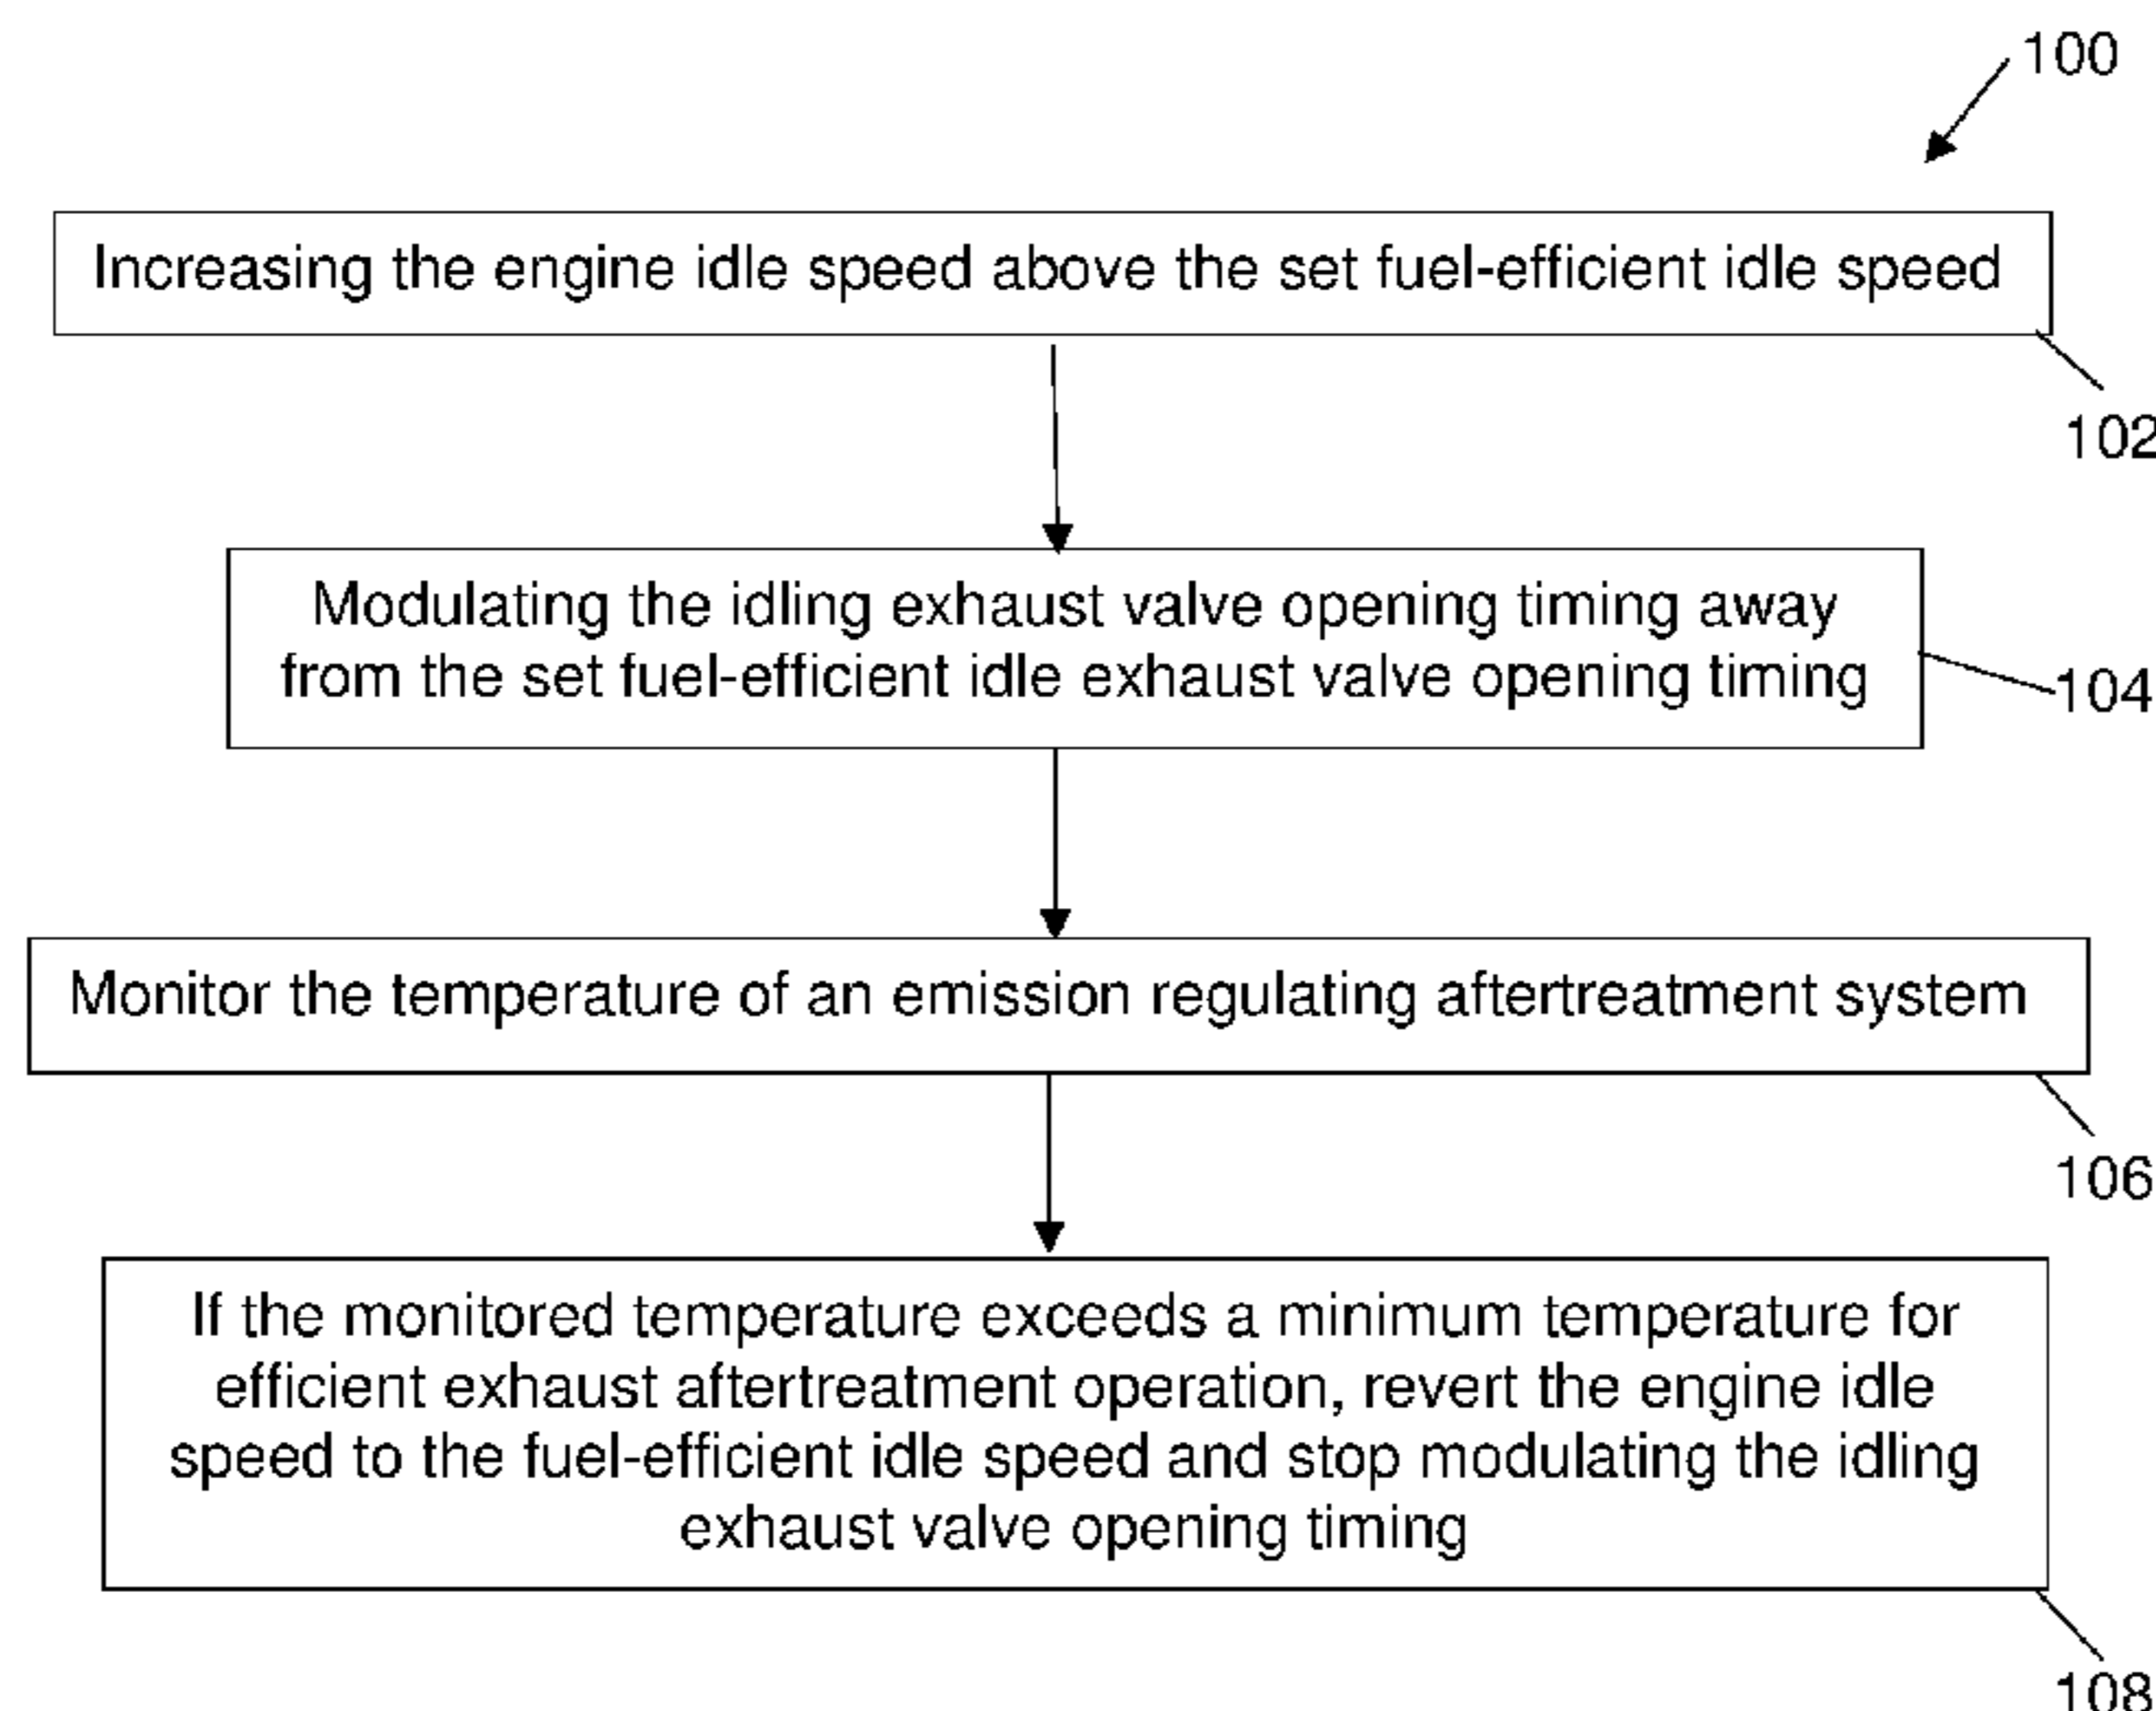 100
Increasing the engine idle speed above the set fuel-efficient idle speed
102
Modulating the idling exhaust valve opening timing away
from the set fuel-efficient idle exhaust valve opening timing
104
Monitor the temperature of an emission regulating aftertreatment system
106
If the monitored temperature exceeds a minimum temperature for
efficient exhaust aftertreatment operation, revert the engine idle
speed to the fuel-efficient idle speed and stop modulating the idling
exhaust valve opening timing
108